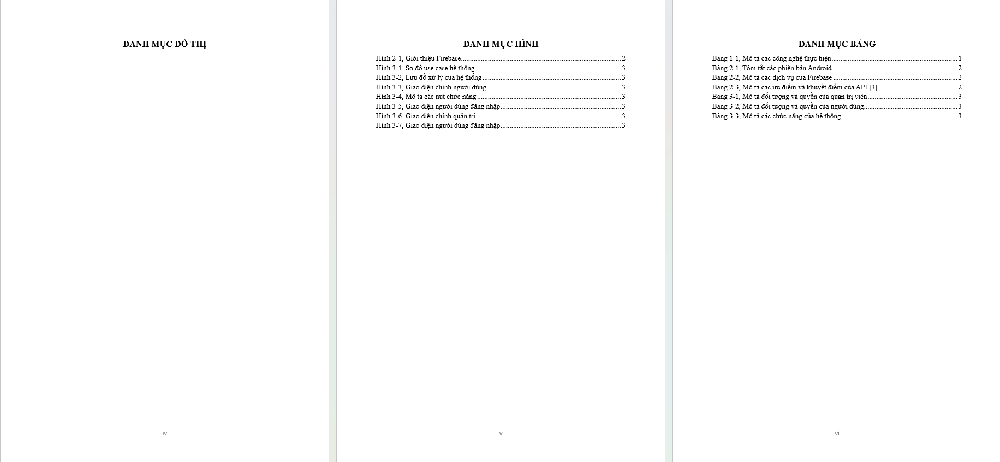 DANH MỤC ĐỒ THỊ
iv
DANH MỤC HÌNH
Hình 2-1, Giới thiệu Firebase.......... 2
Hình 3-1, Sơ đồ use case hệ thống.......... 3
Hình 3-2, Lưu đồ xử lý của hệ thống.......... 3
Hình 3-3, Giao diện chính người dùng.......... 3
Hình 3-4, Mô tả các nút chức năng.......... 3
Hình 3-5, Giao diện người dùng đăng nhập.......... 3
Hình 3-6, Giao diện chính quản trị.......... 3
Hình 3-7, Giao diện người dùng đăng nhập.......... 3
v
DANH MỤC BẢNG
Bảng 1-1, Mô tả các công nghệ thực hiện.......... 1
Bảng 2-1, Tóm tắt các phiên bản Android.......... 2
Bảng 2-2, Mô tả các dịch vụ của Firebase.......... 2
Bảng 2-3, Mô tả các ưu điểm và khuyết điểm của API [3]........... 2
Bảng 3-1, Mô tả đối tượng và quyền của quản trị viên.......... 3
Bảng 3-2, Mô tả đối tượng và quyền của người dùng.......... 3
Bảng 3-3, Mô tả các chức năng của hệ thống.......... 3
vi